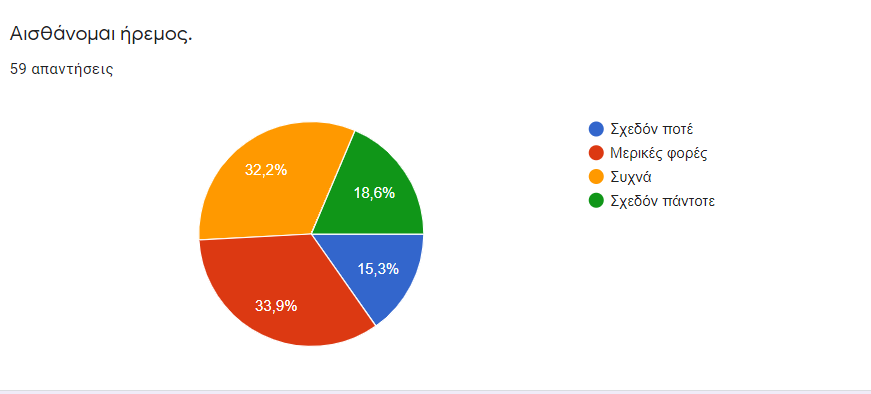 Αισθάνομαι ήρεμος.
59 απαντήσεις
32,2%
18,6%
15,3%
33,9%
Σχεδόν ποτέ
Μερικές φορές
Συχνά
Σχεδόν πάντοτε